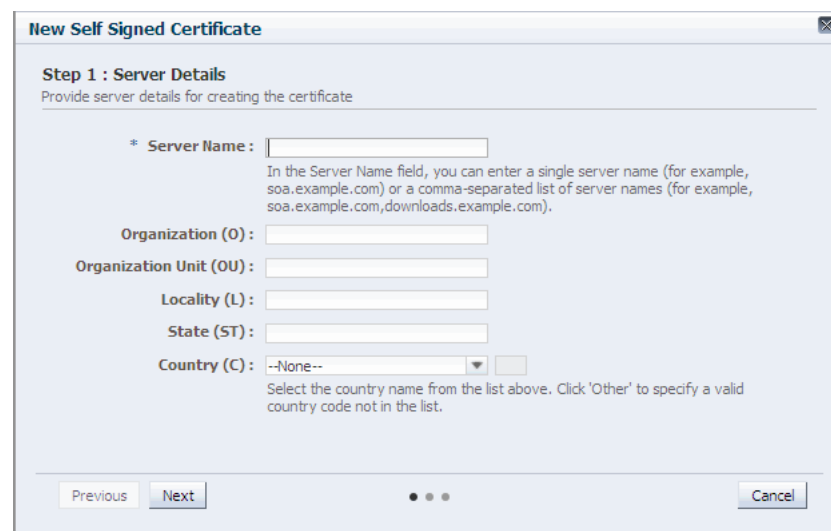 New Self Signed Certificate
Step 1 : Server Details
Provide server details for creating the certificate
* Server Name :
In the Server Name field, you can enter a single server name (for example,
soa.example.com) or a comma-separated list of server names (for example,
soa.example.com,downloads.example.com).
Organization (O) :
Organization Unit (OU) :
Locality (L) :
State (ST) :
Country (C) : --None--
Select the country name from the list above. Click 'Other' to specify a valid
country code not in the list.
Previous Next Cancel